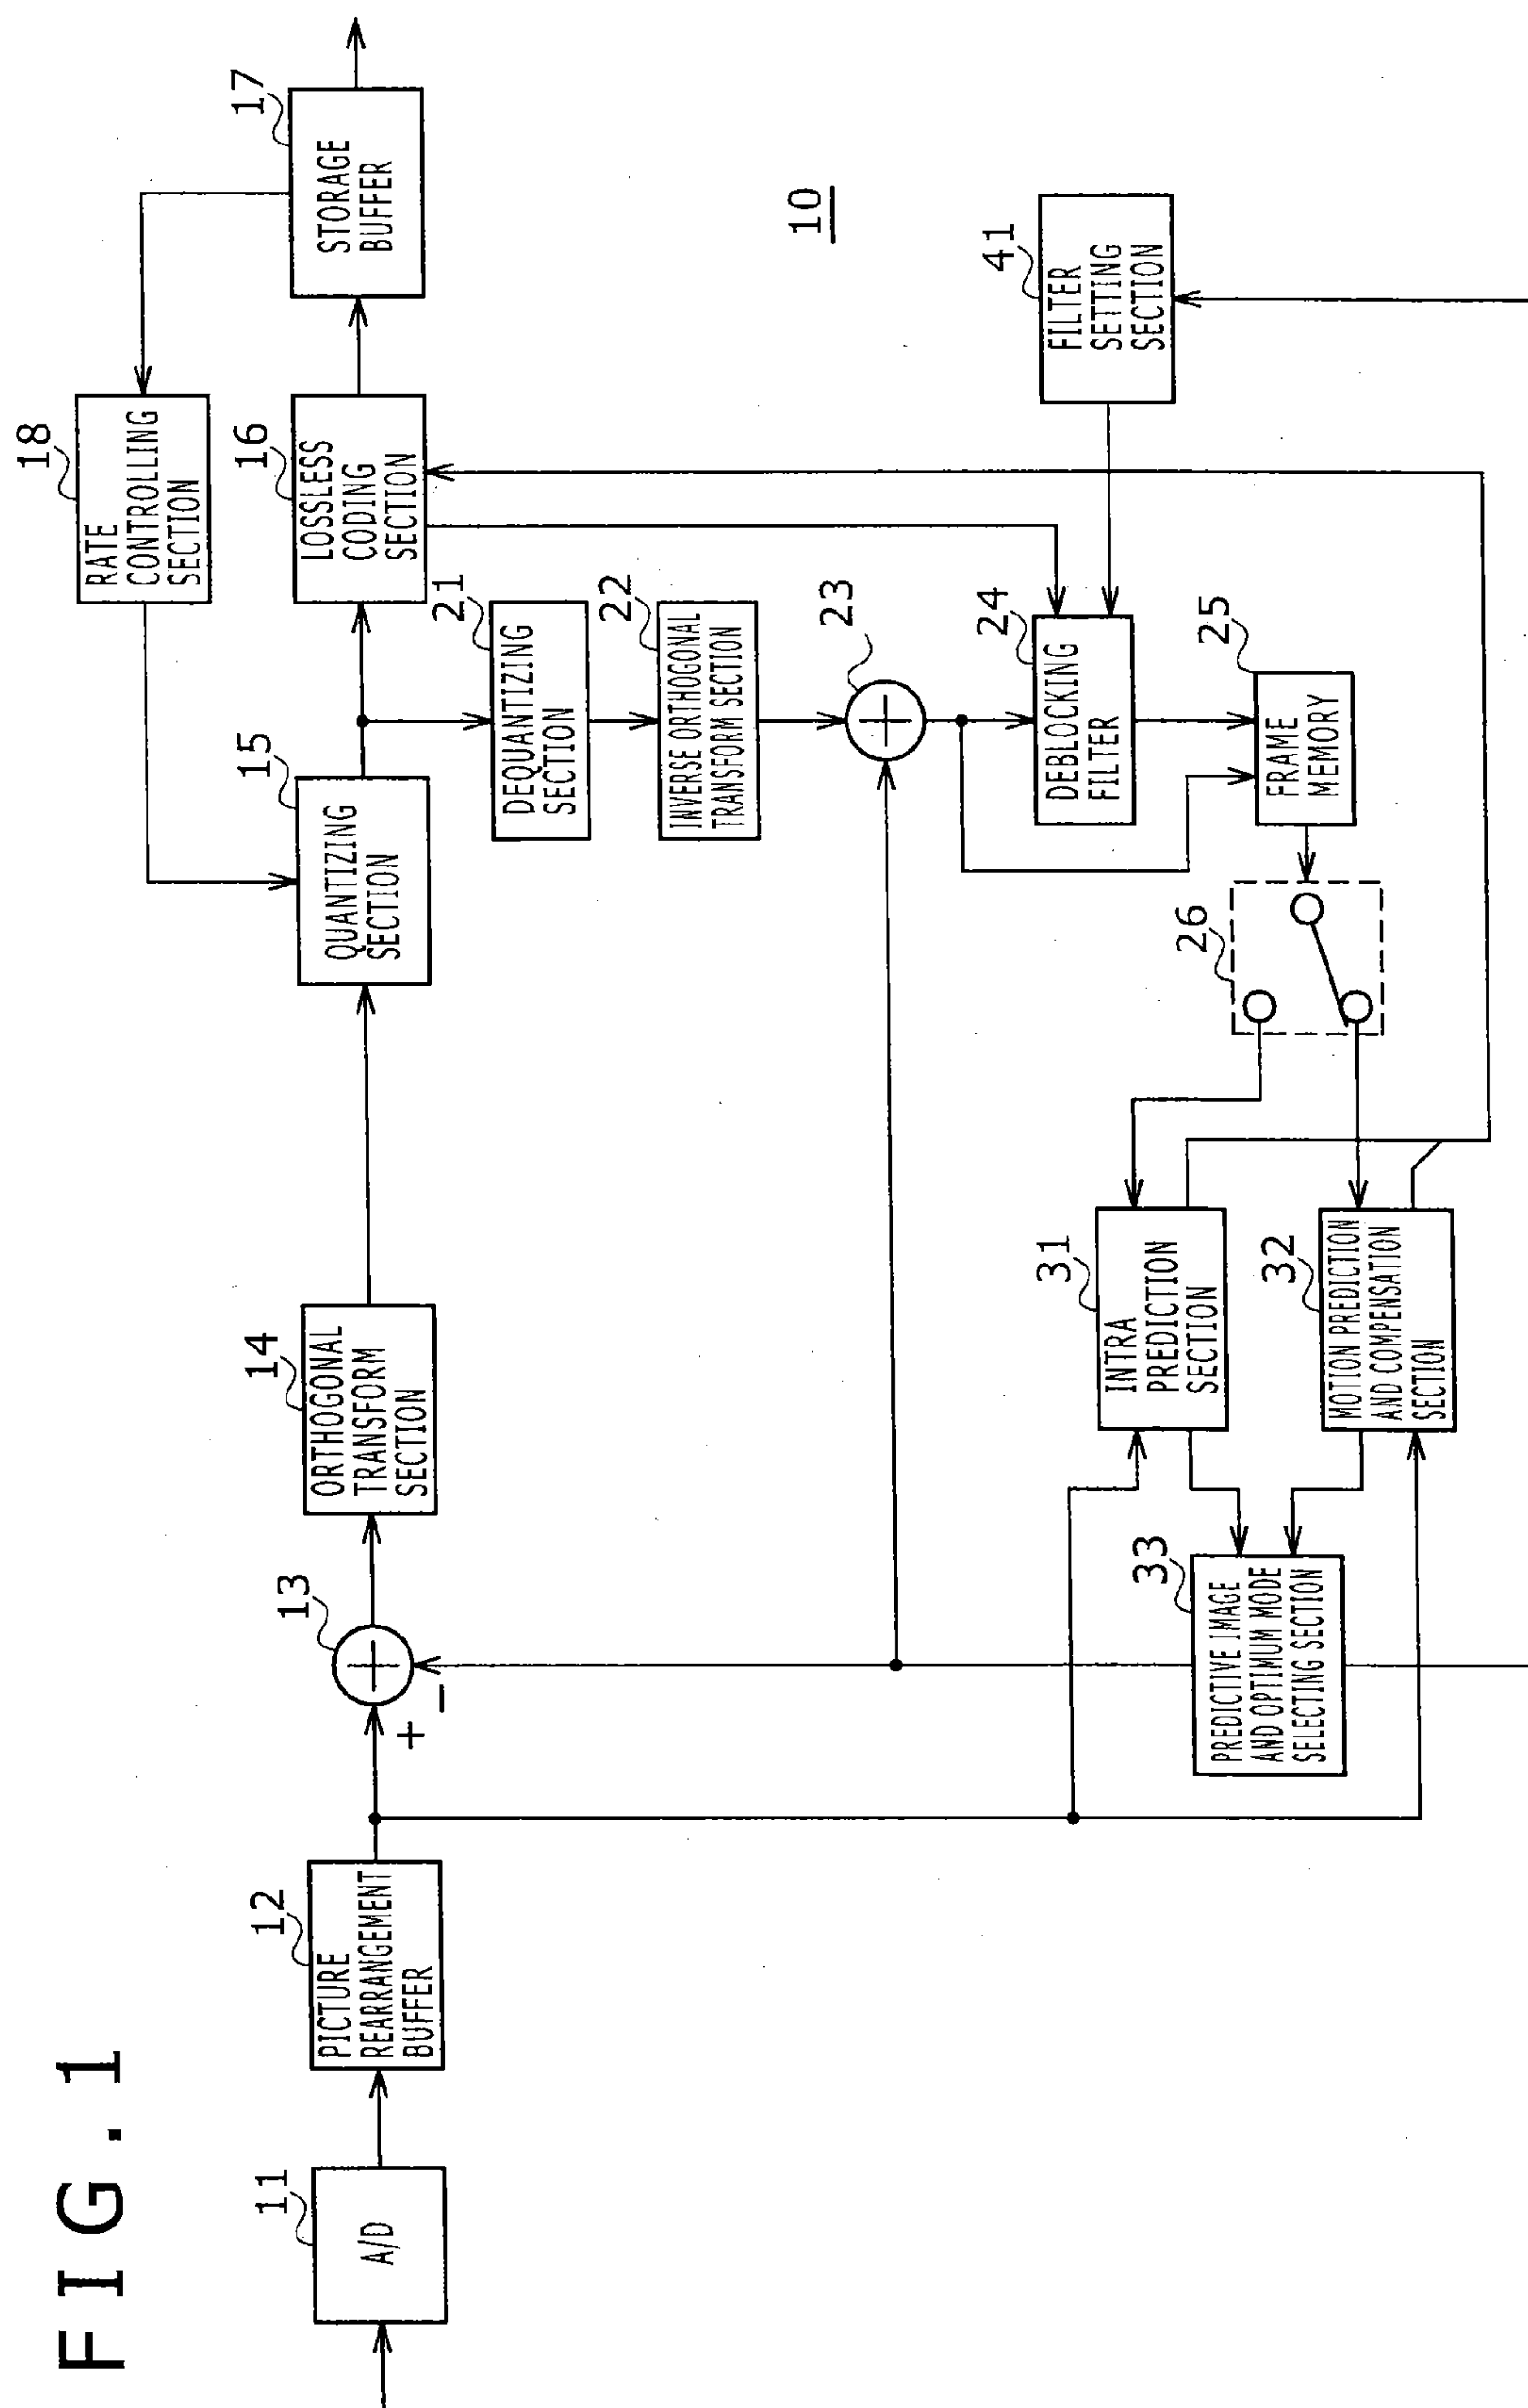 FIG. 1
10
11
A/D
12
PICTURE
REARRANGEMENT
BUFFER
13
+
−
14
ORTHOGONAL
TRANSFORM
SECTION
15
QUANTIZING
SECTION
18
RATE
CONTROLLING
SECTION
16
LOSSLESS
CODING
SECTION
17
STORAGE
BUFFER
21
DEQUANTIZING
SECTION
22
INVERSE ORTHOGONAL
TRANSFORM SECTION
23
24
DEBLOCKING
FILTER
41
FILTER
SETTING
SECTION
25
FRAME
MEMORY
26
31
INTRA
PREDICTION
SECTION
32
MOTION PREDICTION
AND COMPENSATION
SECTION
33
PREDICTIVE IMAGE
AND OPTIMUM MODE
SELECTING SECTION